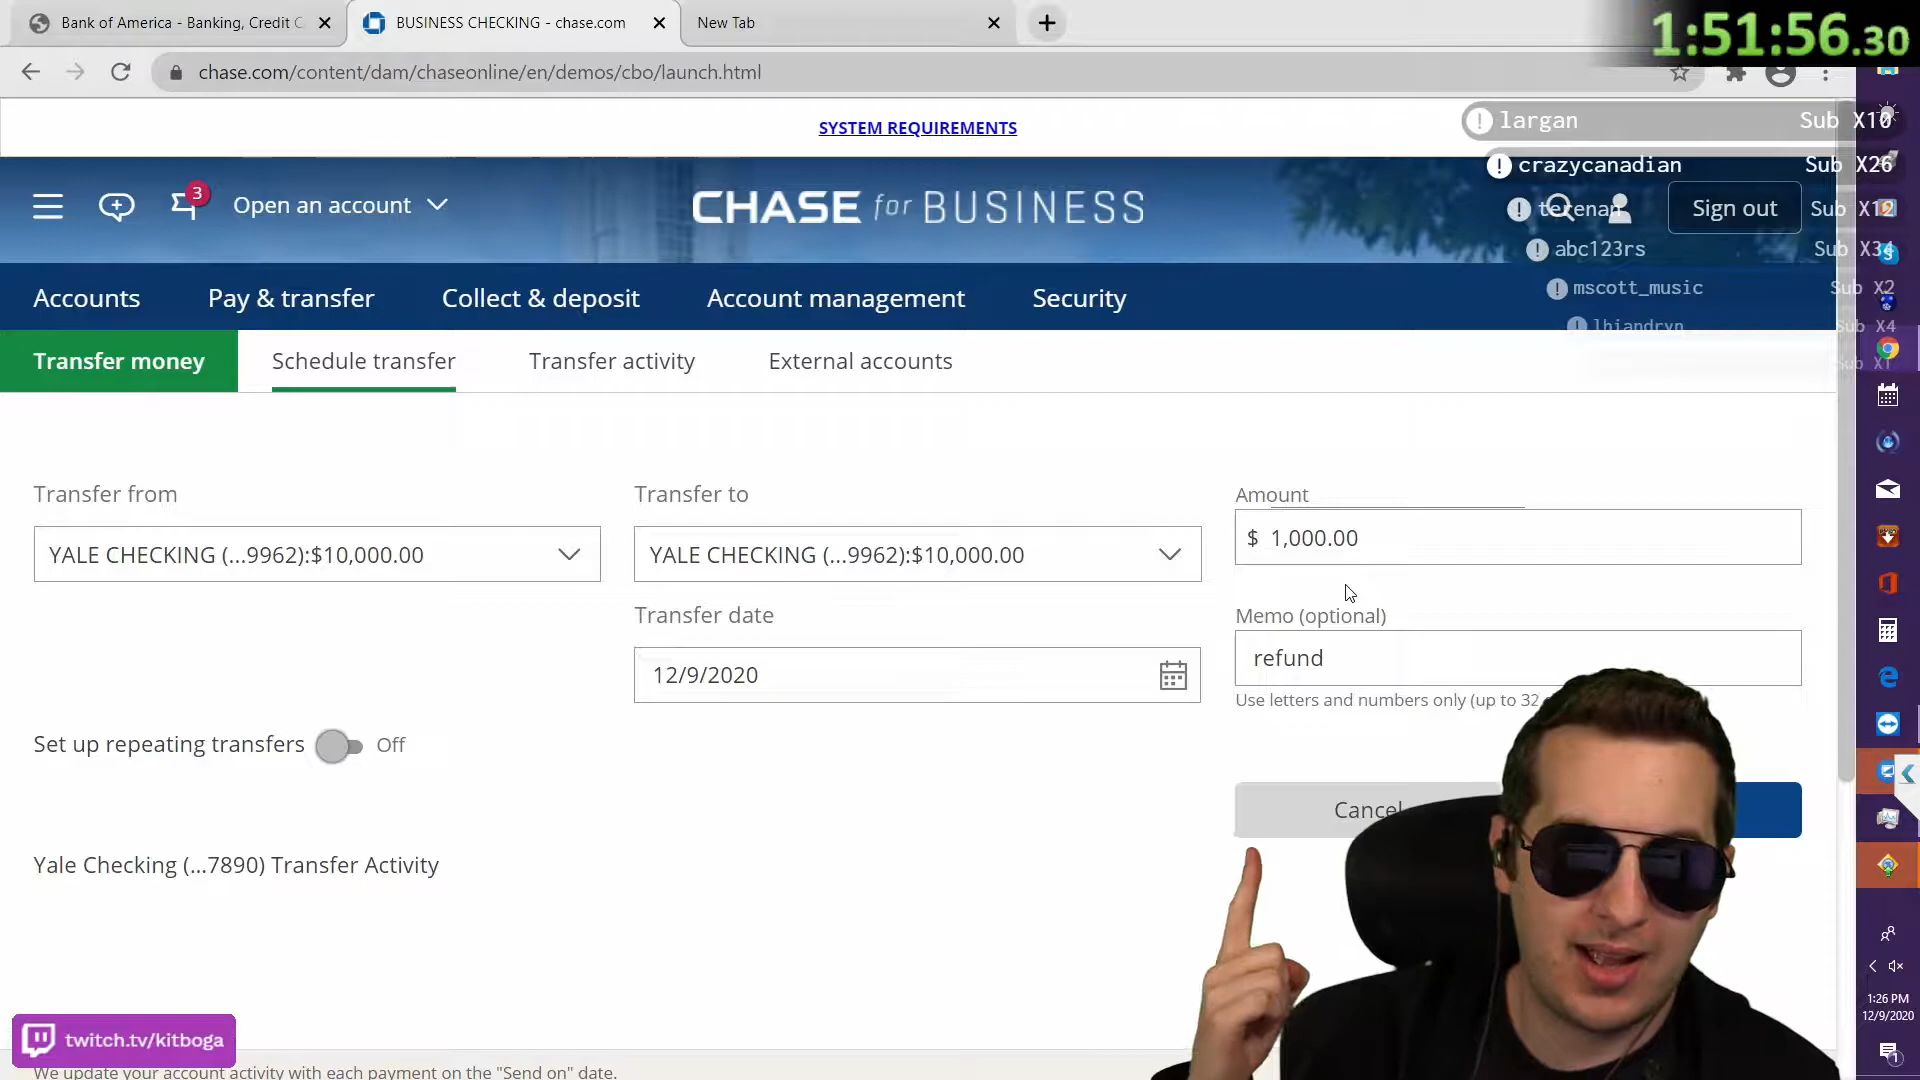 Bank of America - Banking, Credit C
BUSINESS CHECKING - chase.com
New Tab
1:51:56.30
chase.com/content/dam/chaseonline/en/demos/cbo/launch.html
SYSTEM REQUIREMENTS
largan Sub X10
crazycanadian Sub X26
3
Open an account
CHASE for BUSINESS
terenan Sub X12
Sign out
abc123rs Sub X34
mscott_music Sub X2
lhiandryn Sub X4
Sub X1
Accounts
Pay & transfer
Collect & deposit
Account management
Security
Transfer money
Schedule transfer
Transfer activity
External accounts
Transfer from
Transfer to
Amount
YALE CHECKING (...9962):$10,000.00
YALE CHECKING (...9962):$10,000.00
$ 1,000.00
Transfer date
Memo (optional)
12/9/2020
refund
Use letters and numbers only (up to 32
Set up repeating transfers
Off
Cancel
Yale Checking (...7890) Transfer Activity
1:26 PM
12/9/2020
1
twitch.tv/kitboga
We update your account activity with each payment on the "Send on" date.